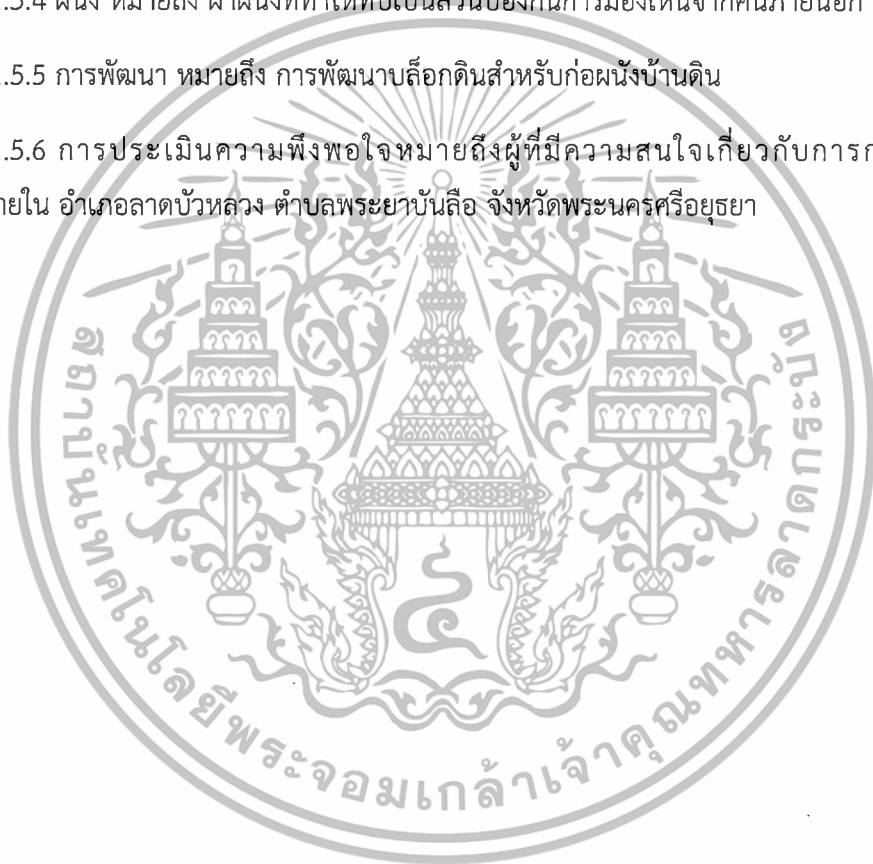 .5.4 ผนัง หมายถึง ฝาผนังที่ทำให้ทึบเป็นส่วนป้องกันการมองเห็นจากคนภายนอก
.5.5 การพัฒนา หมายถึง การพัฒนาบล็อกดินสำหรับก่อผนังบ้านดิน
.5.6 การประเมินความพึงพอใจหมายถึงผู้ที่มีความสนใจเกี่ยวกับการก
ายใน อำเภอลาดบัวหลวง ตำบลพระยาบันลือ จังหวัดพระนครศรีอยุธยา
สถาบันเทคโนโลยีพระจอมเกล้าเจ้าคุณทหารลาดกระบัง
๔